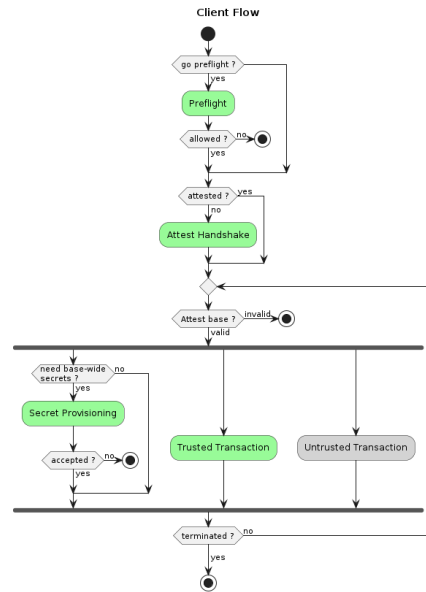 Client Flow
go preflight ?
yes
Preflight
allowed ?
no
yes
attested ?
yes
no
Attest Handshake
Attest base ?
invalid
valid
need base-wide
secrets ?
no
yes
Secret Provisioning
accepted ?
no
yes
Trusted Transaction
Untrusted Transaction
terminated ?
no
yes